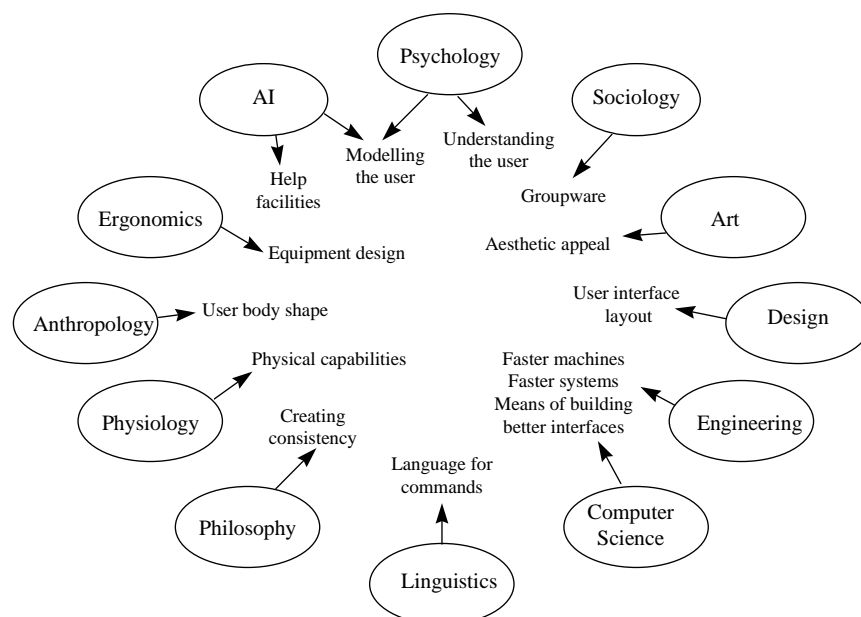 Psychology
AI
Sociology
Understanding
the user
Modelling
the user
Help
facilities
Groupware
Ergonomics
Art
Equipment design
Aesthetic appeal
Anthropology
User body shape
User interface
layout
Design
Physical capabilities
Faster machines
Faster systems
Means of building
better interfaces
Physiology
Engineering
Creating
consistency
Language for
commands
Philosophy
Computer
Science
Linguistics